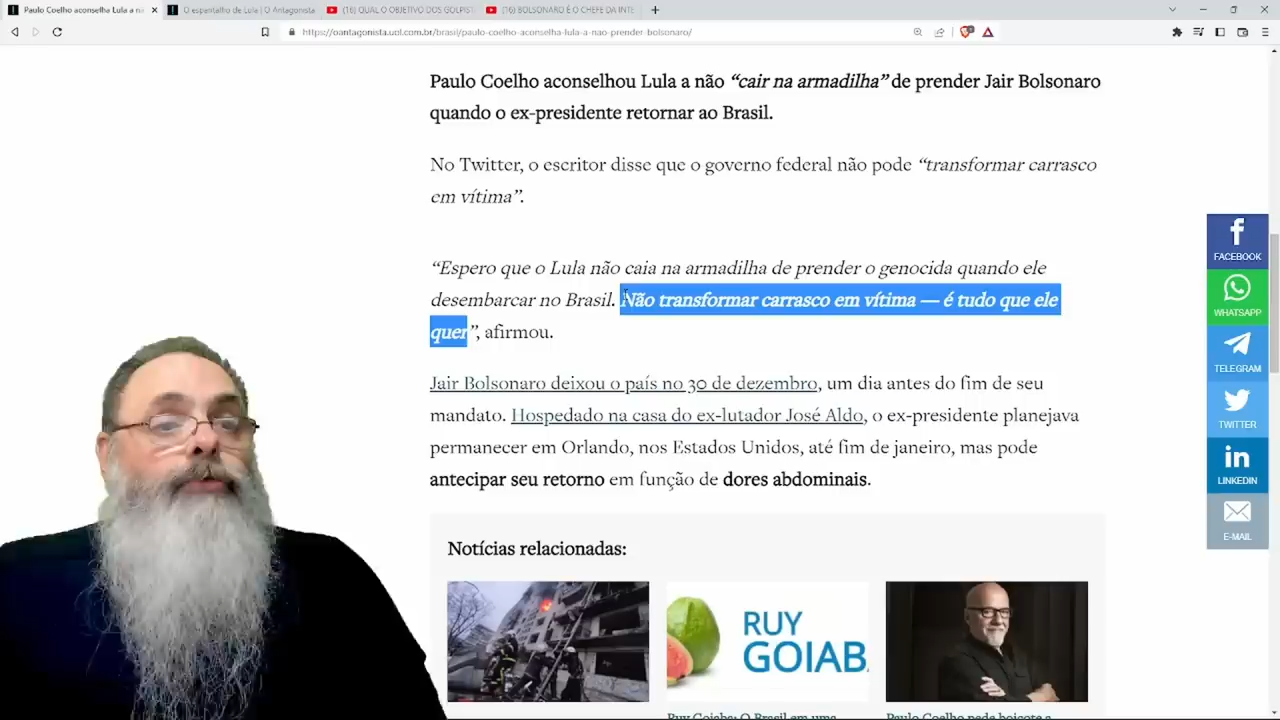 Paulo Coelho aconselha Lula a nã
O espantalho de Lula | O Antagonista
(16) QUAL O OBJETIVO DOS GOLPIST
(16) BOLSONARO É O CHEFE DA INTE
https://oantagonista.uol.com.br/brasil/paulo-coelho-aconselha-lula-a-nao-prender-bolsonaro/
Paulo Coelho aconselhou Lula a não “cair na armadilha” de prender Jair Bolsonaro
quando o ex-presidente retornar ao Brasil.
No Twitter, o escritor disse que o governo federal não pode “transformar carrasco
em vítima”.
“Espero que o Lula não caia na armadilha de prender o genocida quando ele
desembarcar no Brasil. Não transformar carrasco em vítima — é tudo que ele
quer”, afirmou.
Jair Bolsonaro deixou o país no 30 de dezembro, um dia antes do fim de seu
mandato. Hospedado na casa do ex-lutador José Aldo, o ex-presidente planejava
permanecer em Orlando, nos Estados Unidos, até fim de janeiro, mas pode
antecipar seu retorno em função de dores abdominais.
FACEBOOK
WHATSAPP
TELEGRAM
TWITTER
LINKEDIN
E-MAIL
Notícias relacionadas:
RUY
GOIAB
Ruy Goiaba: O Brasil em uma
Paulo Coelho pede boicote a